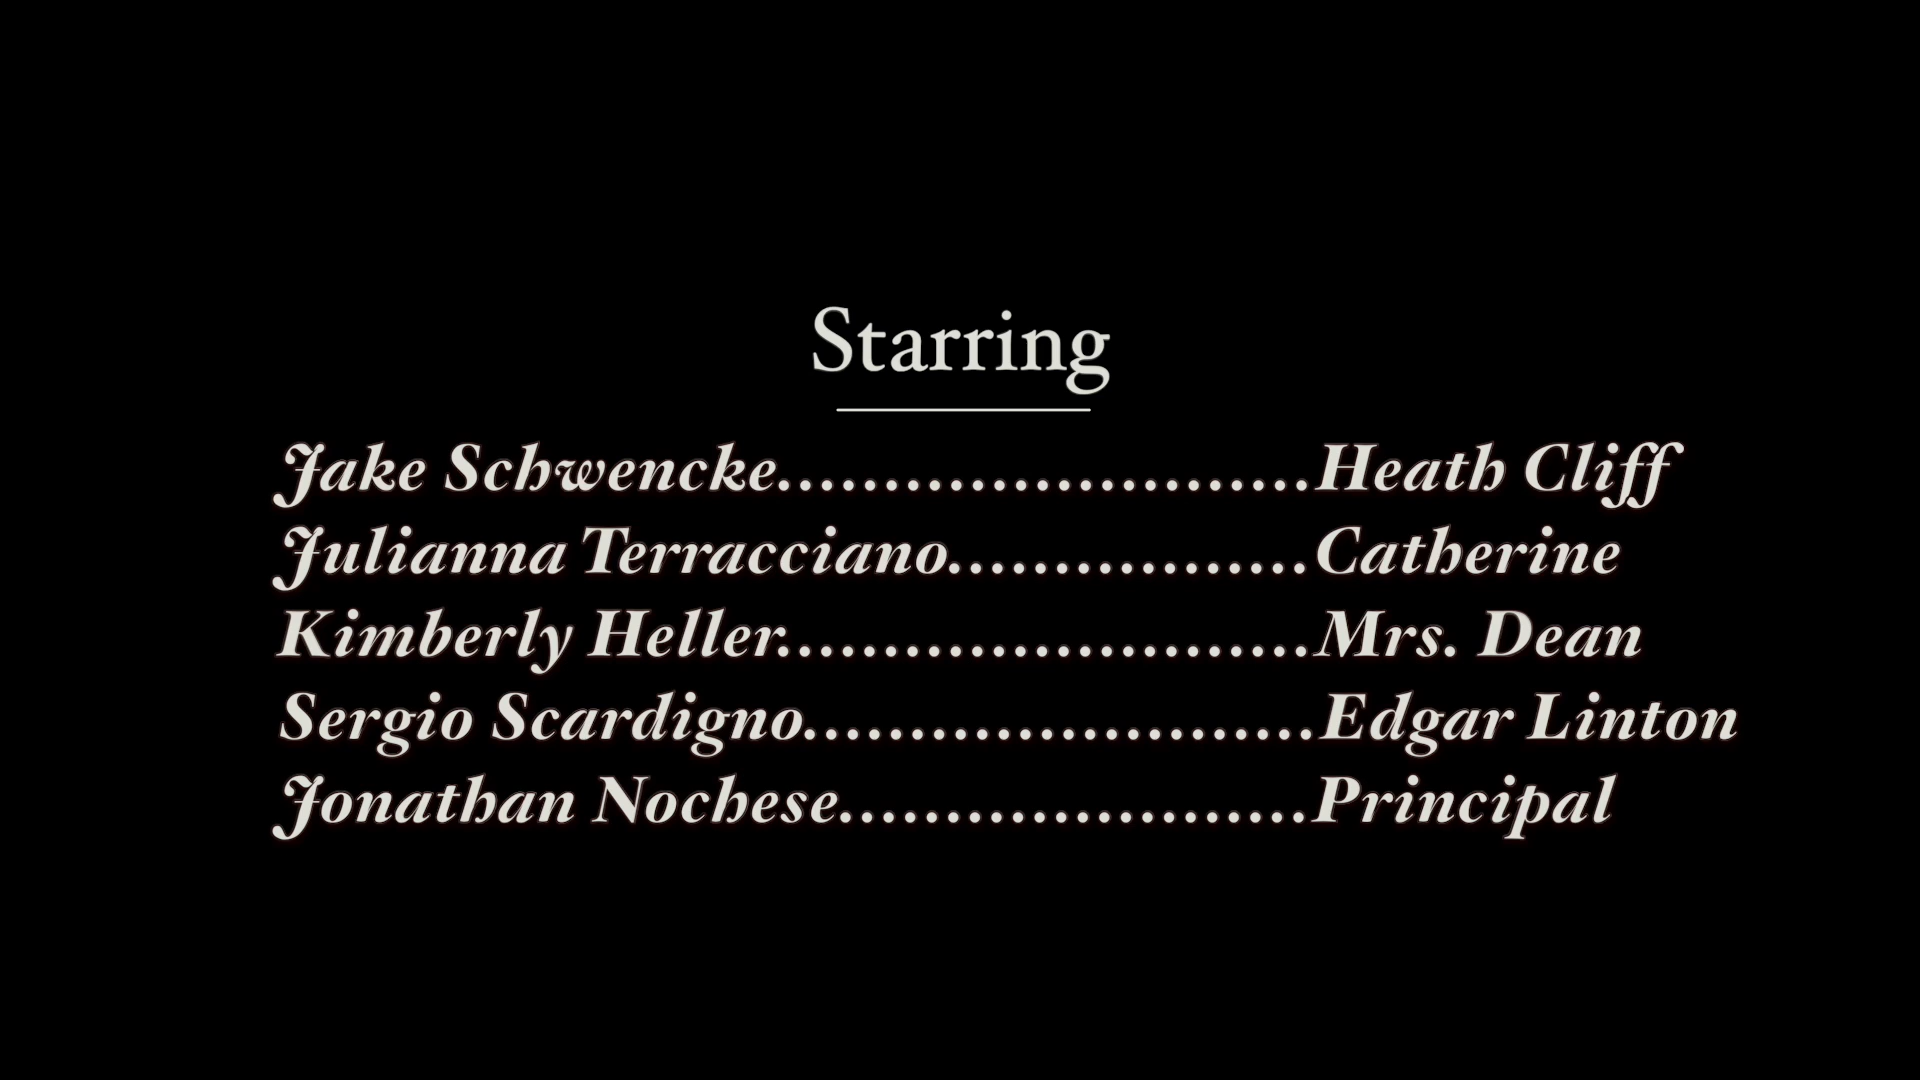 Starring
Jake Schwencke..............................Heath Cliff
Julianna Terracciano....................Catherine
Kimberly Heller..............................Mrs. Dean
Sergio Scardigno.............................Edgar Linton
Jonathan Nochese..........................Principal